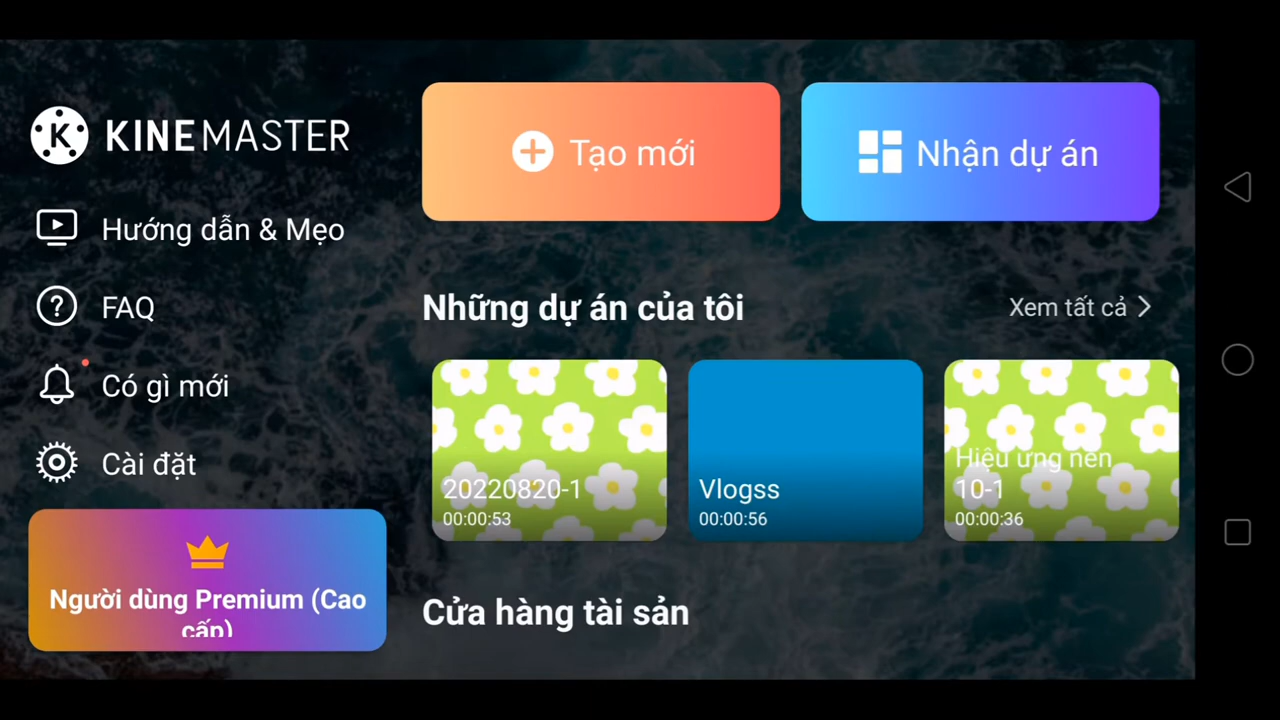 KINEMASTER
Hướng dẫn & Mẹo
FAQ
Có gì mới
Cài đặt
Người dùng Premium (Cao
cấp)
Tạo mới
Nhận dự án
Những dự án của tôi
Xem tất cả
20220820-1
00:00:53
Vlogss
00:00:56
Hiệu ứng nền
10-1
00:00:36
Cửa hàng tài sản